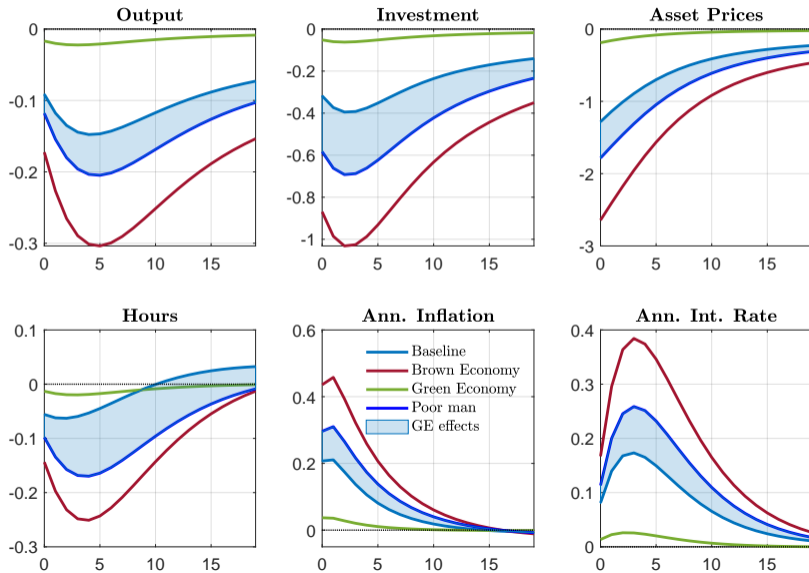 Output
Investment
Asset Prices
0
-0.1
-0.2
-0.3
0 5 10 15
0
-0.2
-0.4
-0.6
-0.8
-1
0 5 10 15
0
-1
-2
-3
0 5 10 15
Hours
Ann. Inflation
Ann. Int. Rate
0.1
0
-0.1
-0.2
-0.3
0 5 10 15
0.6
0.4
0.2
0
0 5 10 15
Baseline
Brown Economy
Green Economy
Poor man
GE effects
0.4
0.3
0.2
0.1
0
0 5 10 15